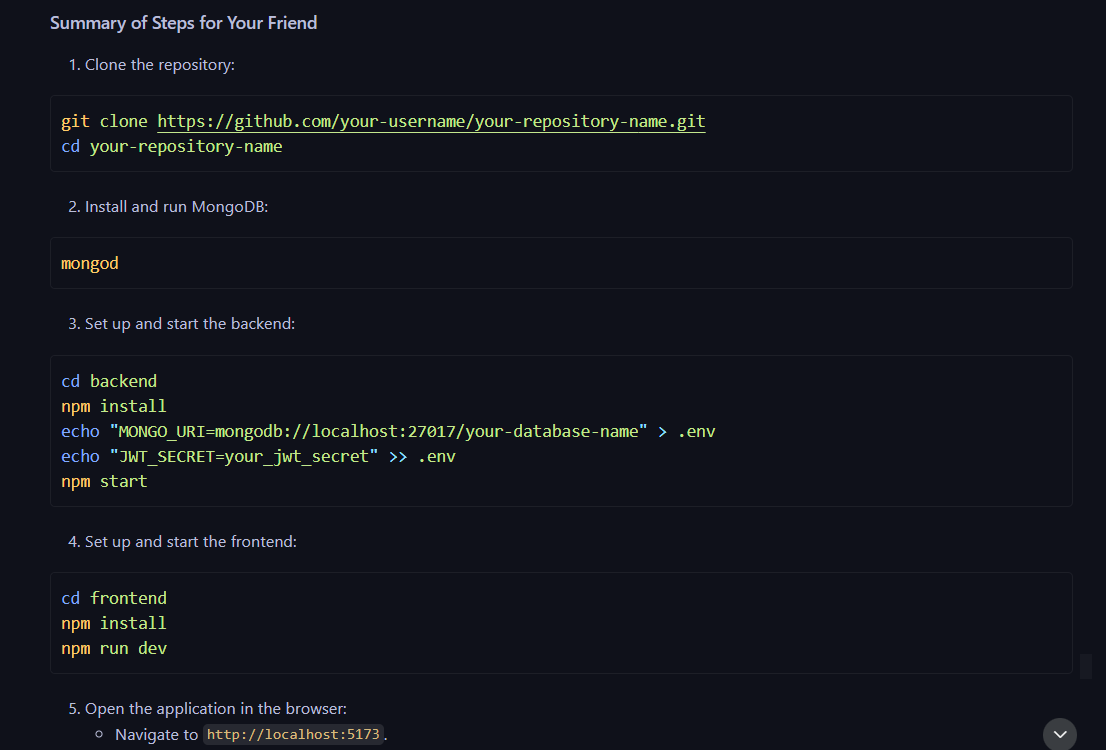 Summary of Steps for Your Friend
1. Clone the repository:
git clone https://github.com/your-username/your-repository-name.git
cd your-repository-name
2. Install and run MongoDB:
mongod
3. Set up and start the backend:
cd backend
npm install
echo "MONGO_URI=mongodb://localhost:27017/your-database-name" > .env
echo "JWT_SECRET=your_jwt_secret" >> .env
npm start
4. Set up and start the frontend:
cd frontend
npm install
npm run dev
5. Open the application in the browser:
Navigate to http://localhost:5173.